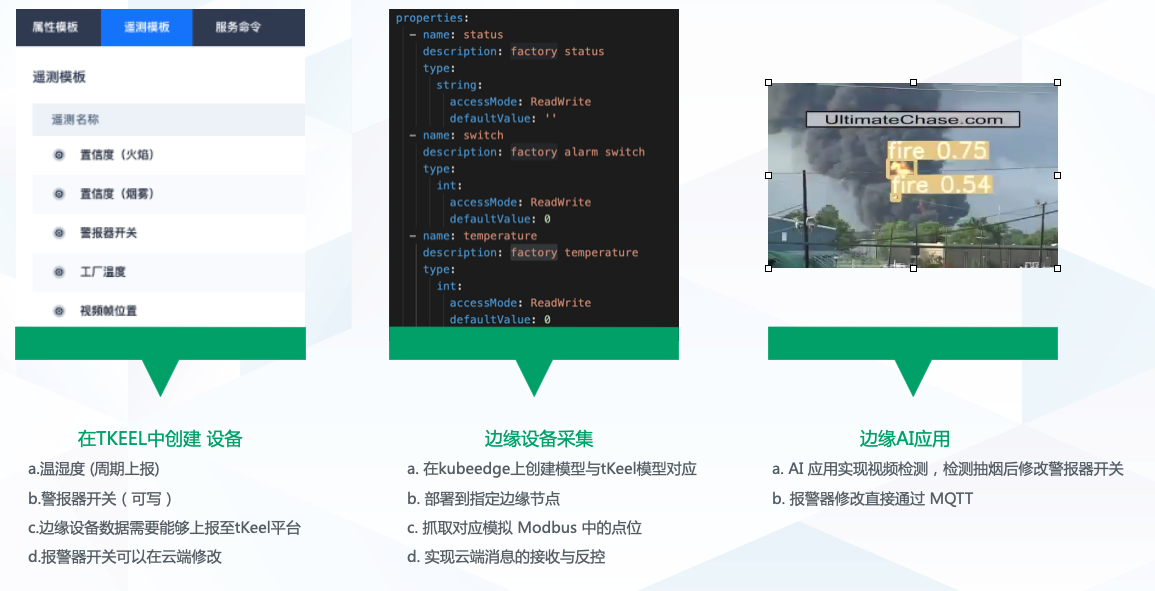 属性模板 遥测模板 服务命令
遥测模板
遥测名称
置信度（火焰）
置信度（烟雾）
警报器开关
工厂温度
视频帧位置
properties:
- name: status
description: factory status
type:
string:
accessMode: ReadWrite
defaultValue: ''
- name: switch
description: factory alarm switch
type:
int:
accessMode: ReadWrite
defaultValue: 0
- name: temperature
description: factory temperature
type:
int:
accessMode: ReadWrite
defaultValue: 0
UltimateChase.com
fire 0.75
fire 0.54
在TKEEL中创建 设备
a.温湿度 (周期上报)
b.警报器开关（可写）
c.边缘设备数据需要能够上报至tKeel平台
d.报警器开关可以在云端修改
边缘设备采集
a. 在kubeedge上创建模型与tKeel模型对应
b. 部署到指定边缘节点
c. 抓取对应模拟 Modbus 中的点位
d. 实现云端消息的接收与反控
边缘AI应用
a. AI 应用实现视频检测，检测抽烟后修改警报器开关
b. 报警器修改直接通过 MQTT